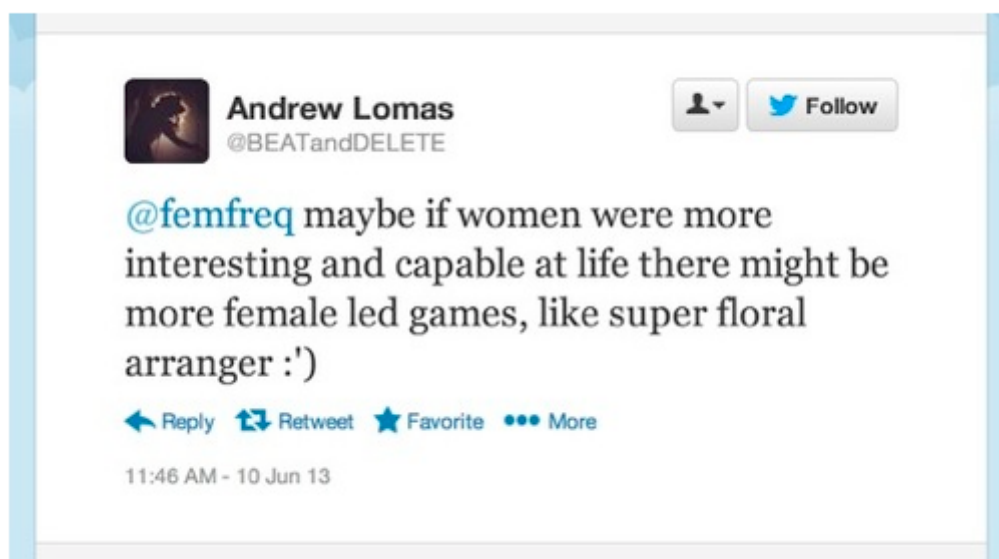 Andrew Lomas
@BEATandDELETE
Follow
@femfreq maybe if women were more
interesting and capable at life there might be
more female led games, like super floral
arranger :')
Reply Retweet Favorite More
11:46 AM - 10 Jun 13